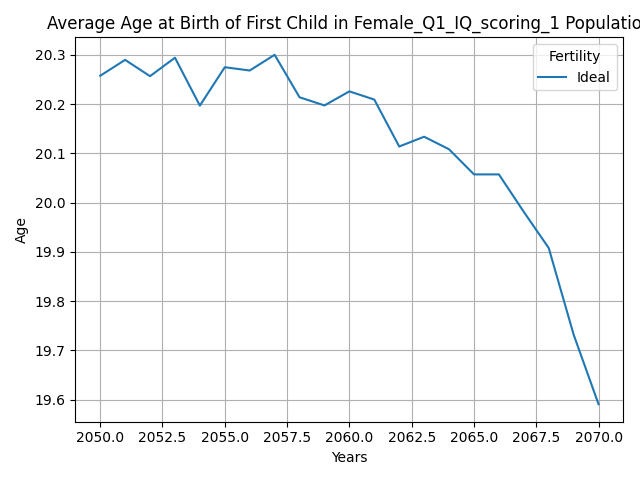 Average Age at Birth of First Child in Female_Q1_IQ_scoring_1 Populatio
Fertility
Ideal
20.3
20.2
20.1
20.0
19.9
19.8
19.7
19.6
Age
2050.0 2052.5 2055.0 2057.5 2060.0 2062.5 2065.0 2067.5 2070.0
Years